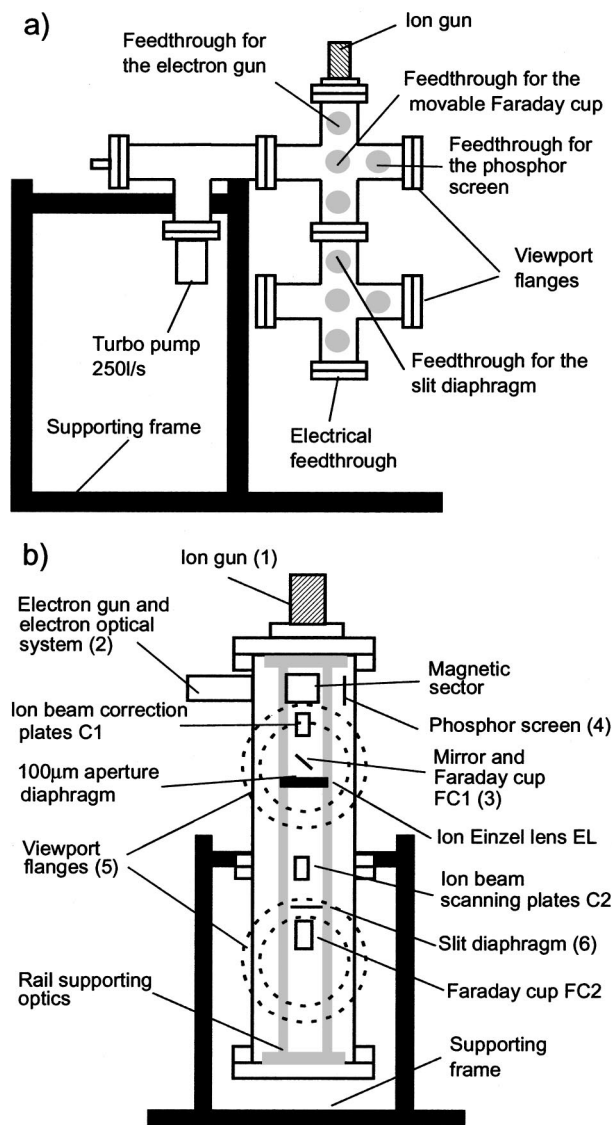 a)
Ion gun
Feedthrough for
the electron gun
Feedthrough for the
movable Faraday cup
Feedthrough for
the phosphor
screen
Viewport
flanges
Turbo pump
250l/s
Feedthrough for the
slit diaphragm
Supporting frame
Electrical
feedthrough
b)
Ion gun (1)
Electron gun and
electron optical
system (2)
Magnetic
sector
Ion beam correction
plates C1
Phosphor screen (4)
100μm aperture
diaphragm
Mirror and
Faraday cup
FC1 (3)
Ion Einzel lens EL
Viewport
flanges (5)
Ion beam
scanning plates C2
Slit diaphragm (6)
Rail supporting
optics
Faraday cup FC2
Supporting
frame